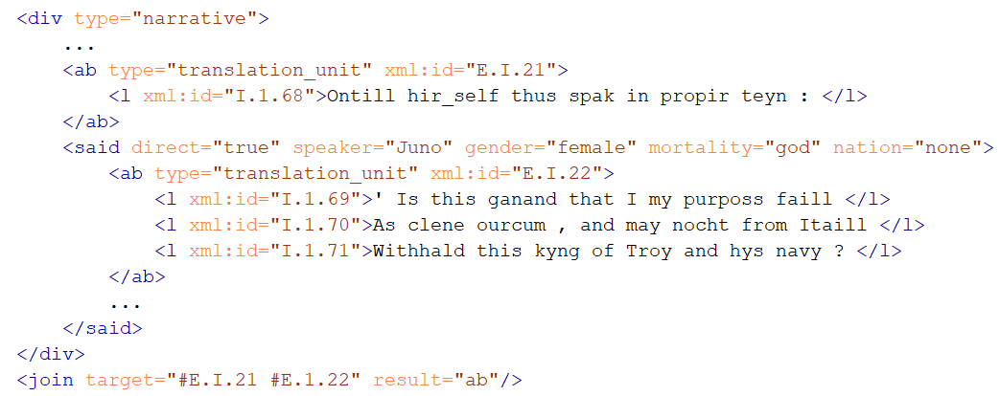 <div type="narrative">
...
<ab type="translation_unit" xml:id="E.I.21">
<l xml:id="I.1.68">Ontill hir_self thus spak in propir teyn : </l>
</ab>
<said direct="true" speaker="Juno" gender="female" mortality="god" nation="none">
<ab type="translation_unit" xml:id="E.I.22">
<l xml:id="I.1.69">' Is this ganand that I my purposs faill </l>
<l xml:id="I.1.70">As clene ourcum , and may nocht from Itaill </l>
<l xml:id="I.1.71">Withhald this kyng of Troy and hys navy ? </l>
</ab>
...
</said>
</div>
<join target="#E.I.21 #E.1.22" result="ab"/>